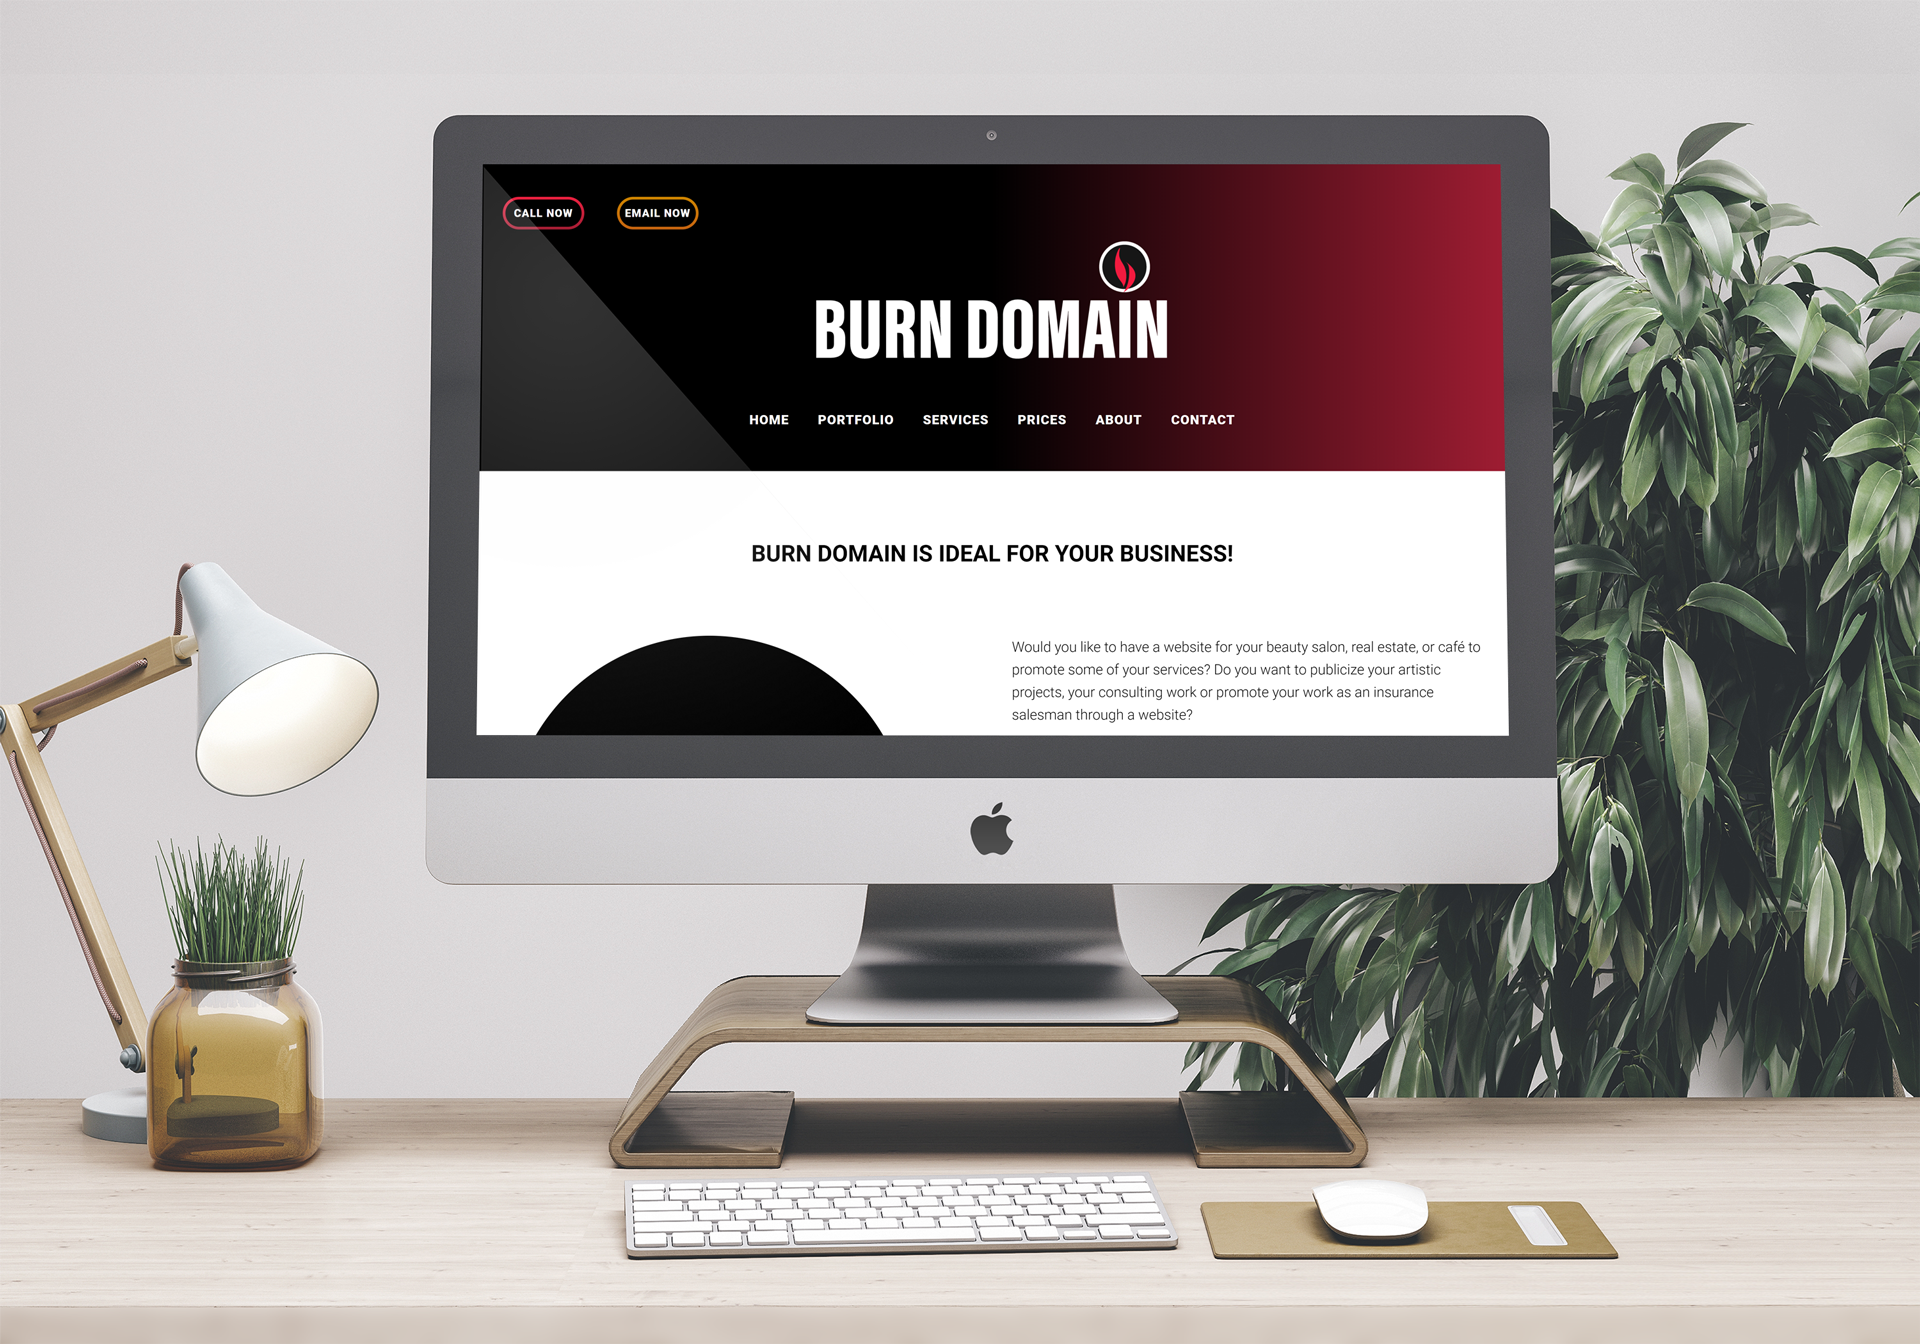 CALL NOW
EMAIL NOW
BURN DOMAIN
HOME PORTFOLIO SERVICES PRICES ABOUT CONTACT
BURN DOMAIN IS IDEAL FOR YOUR BUSINESS!
Would you like to have a website for your beauty salon, real estate, or café to
promote some of your services? Do you want to publicize your artistic
projects, your consulting work or promote your work as an insurance
salesman through a website?